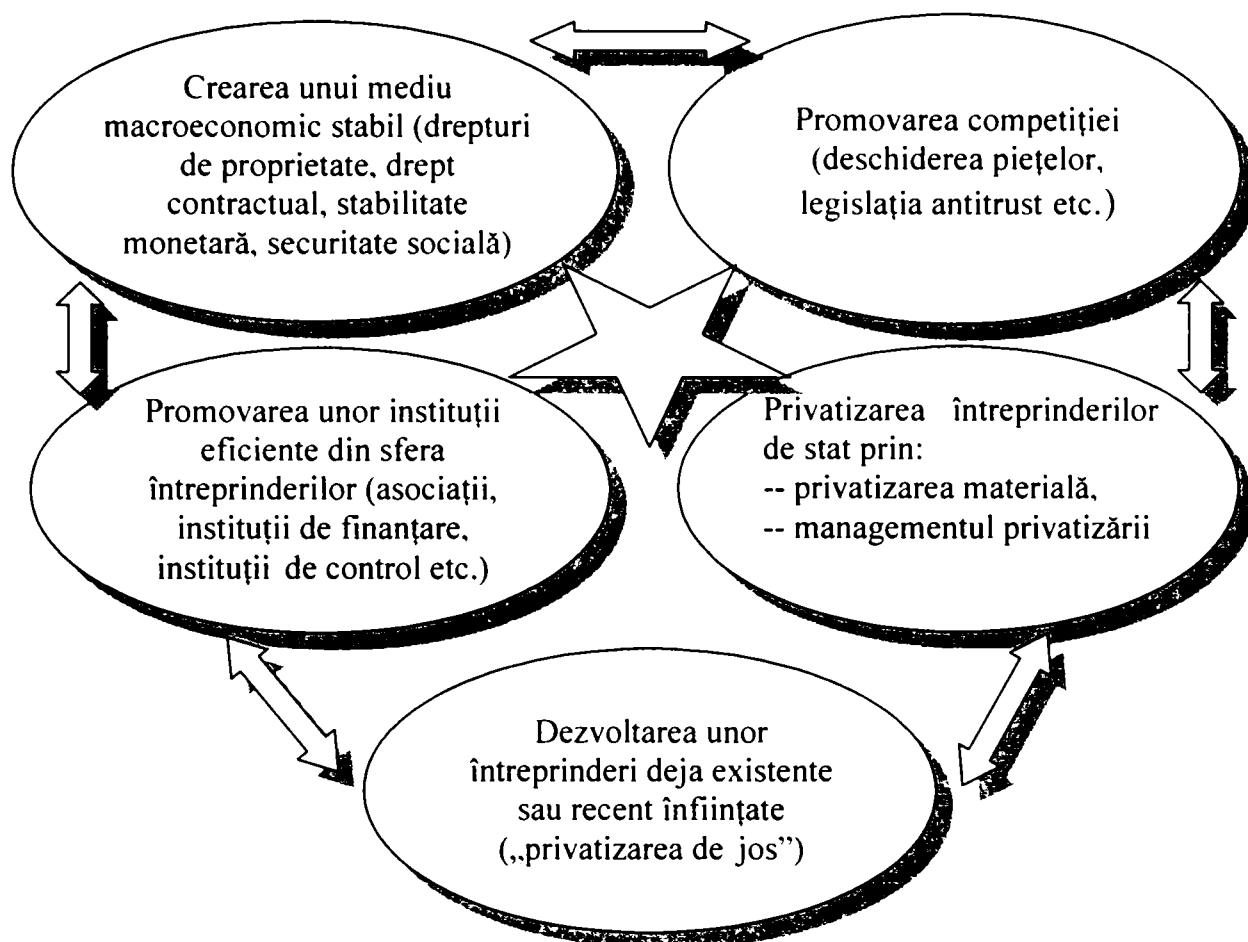 Crearea unui mediu
macroeconomic stabil (drepturi
de proprietate, drept
contractual, stabilitate
monetară, securitate socială)
Promovarea competiției
(deschiderea piețelor,
legislația antitrust etc.)
Promovarea unor instituții
eficiente din sfera
întreprinderilor (asociații,
instituții de finanțare,
instituții de control etc.)
Privatizarea întreprinderilor
de stat prin:
-- privatizarea materială,
-- managementul privatizării
Dezvoltarea unor
întreprinderi deja existente
sau recent înființate
(„privatizarea de jos”)